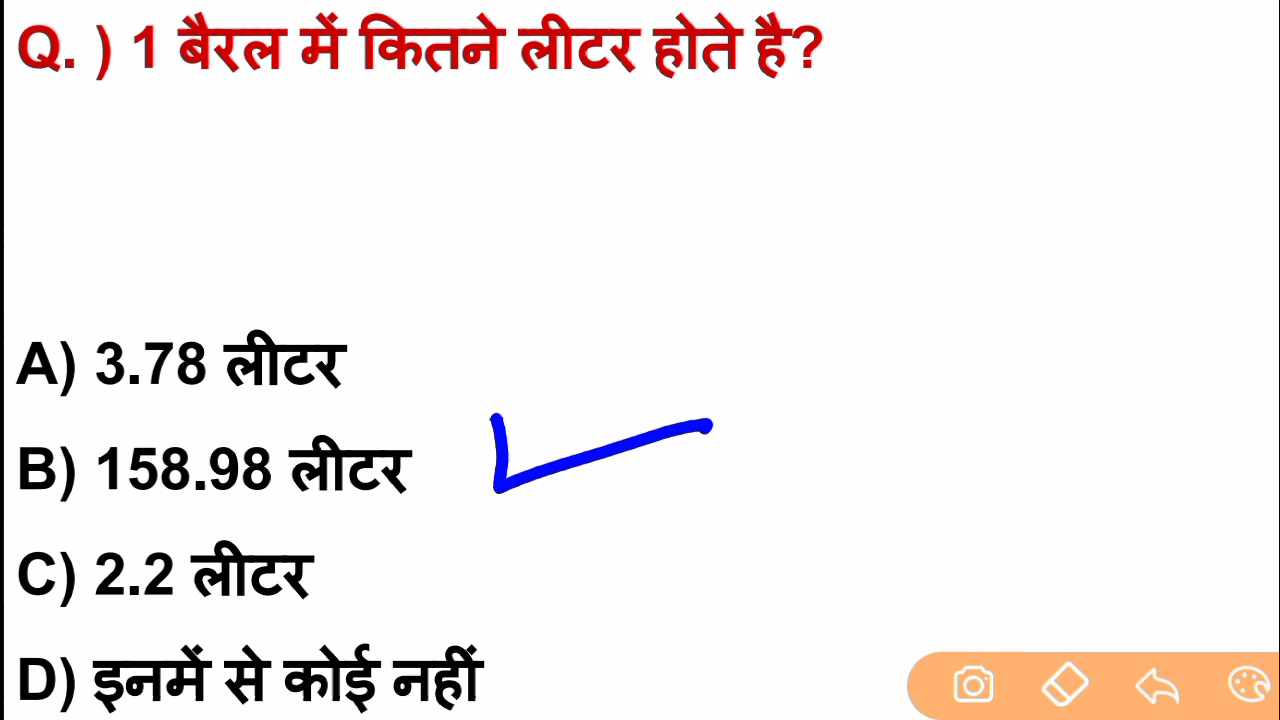 Q. ) 1 बैरल में कितने लीटर होते है?
A) 3.78 लीटर
B) 158.98 लीटर
C) 2.2 लीटर
D) इनमें से कोई नहीं